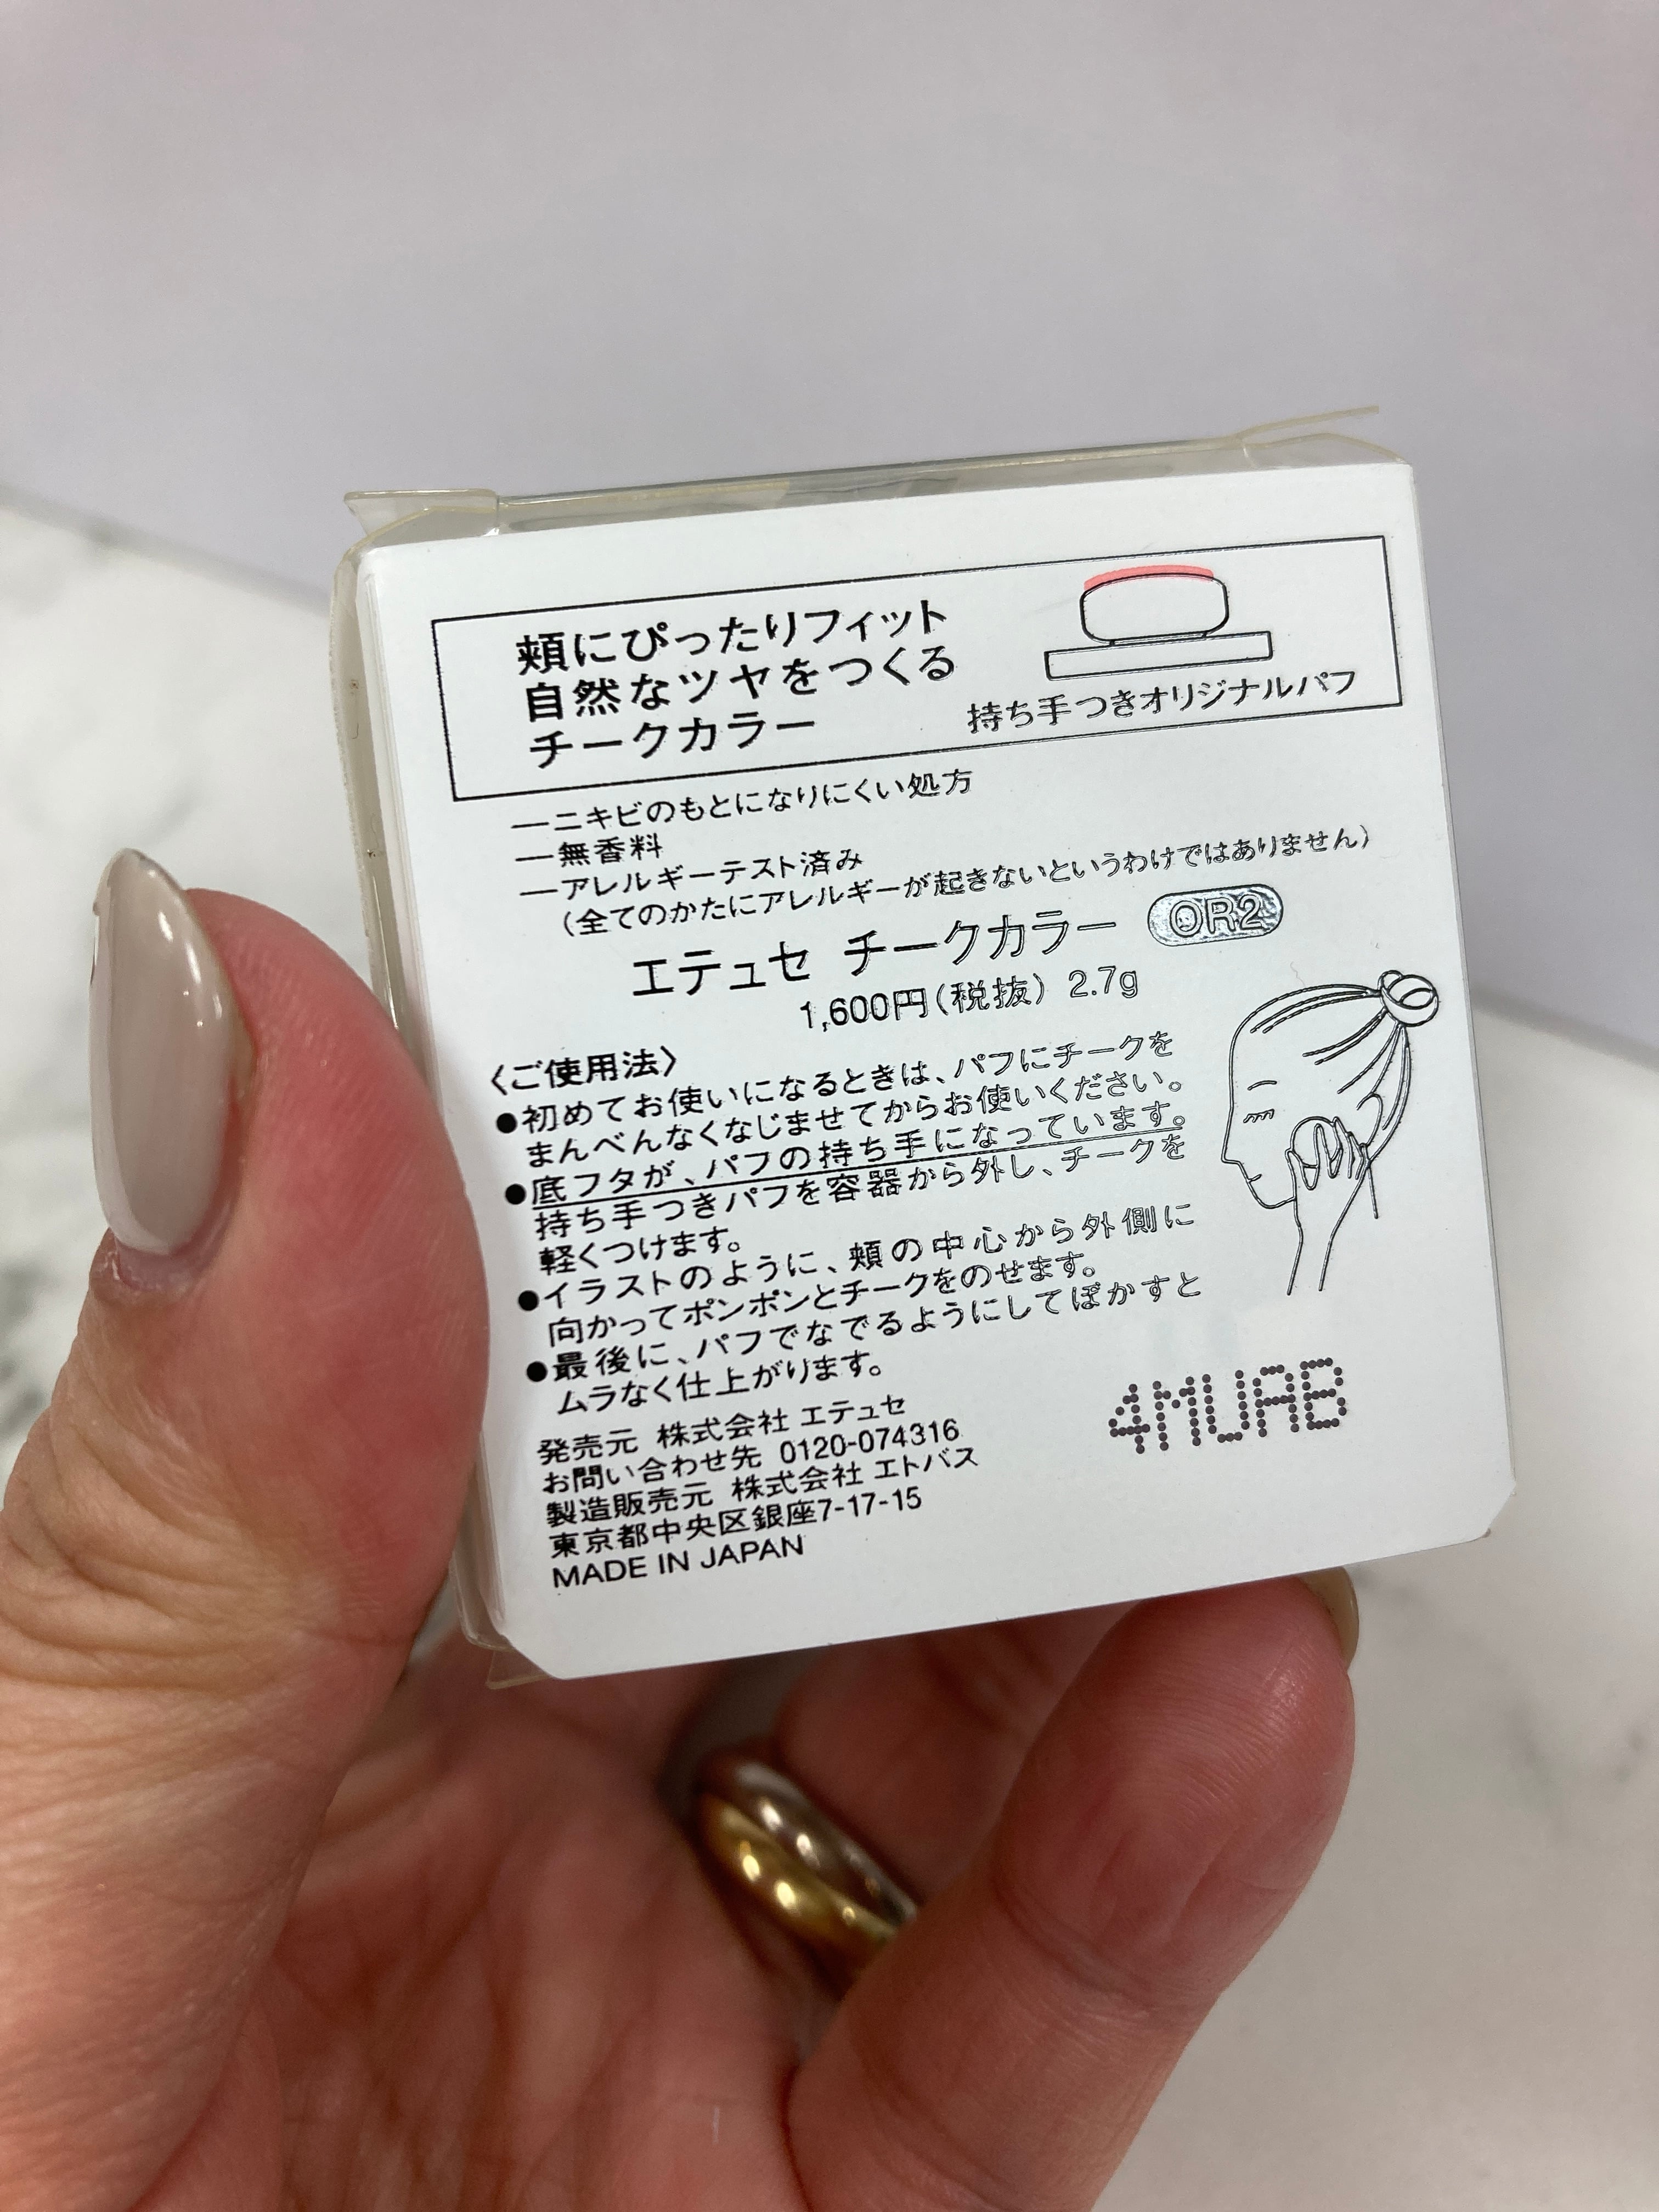 頬にぴったりフィット
自然なツヤをつくる
チークカラー
持ち手つきオリジナルパフ
—ニキビのもとになりにくい処方
—無香料
—アレルギーテスト済み
（全てのかたにアレルギーが起きないというわけではありません）
エテュセ チークカラー OR2
1,600円（税抜） 2.7g
〈ご使用法〉
●初めてお使いになるときは、パフにチークを
まんべんなくなじませてからお使いください。
●底フタが、パフの持ち手になっています。
持ち手つきパフを容器から外し、チークを
軽くつけます。
●イラストのように、頬の中心から外側に
向かってポンポンとチークをのせます。
●最後に、パフでなでるようにしてぼかすと
ムラなく仕上がります。
発売元 株式会社 エテュセ
お問い合わせ先 0120-074316
製造販売元 株式会社 エトバス
東京都中央区銀座7-17-15
MADE IN JAPAN
4MUAB